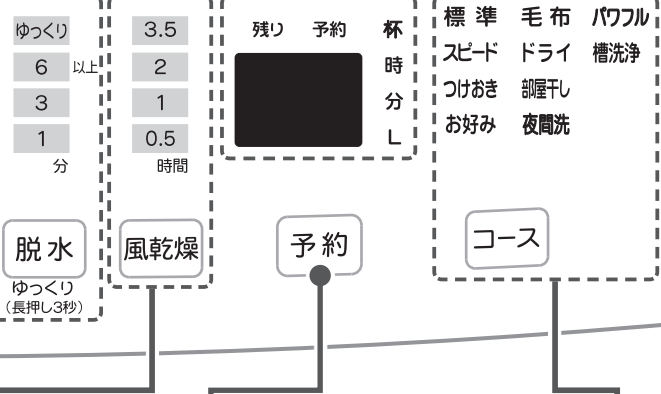 ゆっくり
6 以上
3
1
分
脱水
ゆっくり
(長押し3秒)
3.5
2
1
0.5
時間
風乾燥
残り 予約 杯
時
分
L
予約
標準 毛布 パワフル
スピード ドライ 槽洗浄
つけおき 部屋干し
お好み 夜間洗
コース